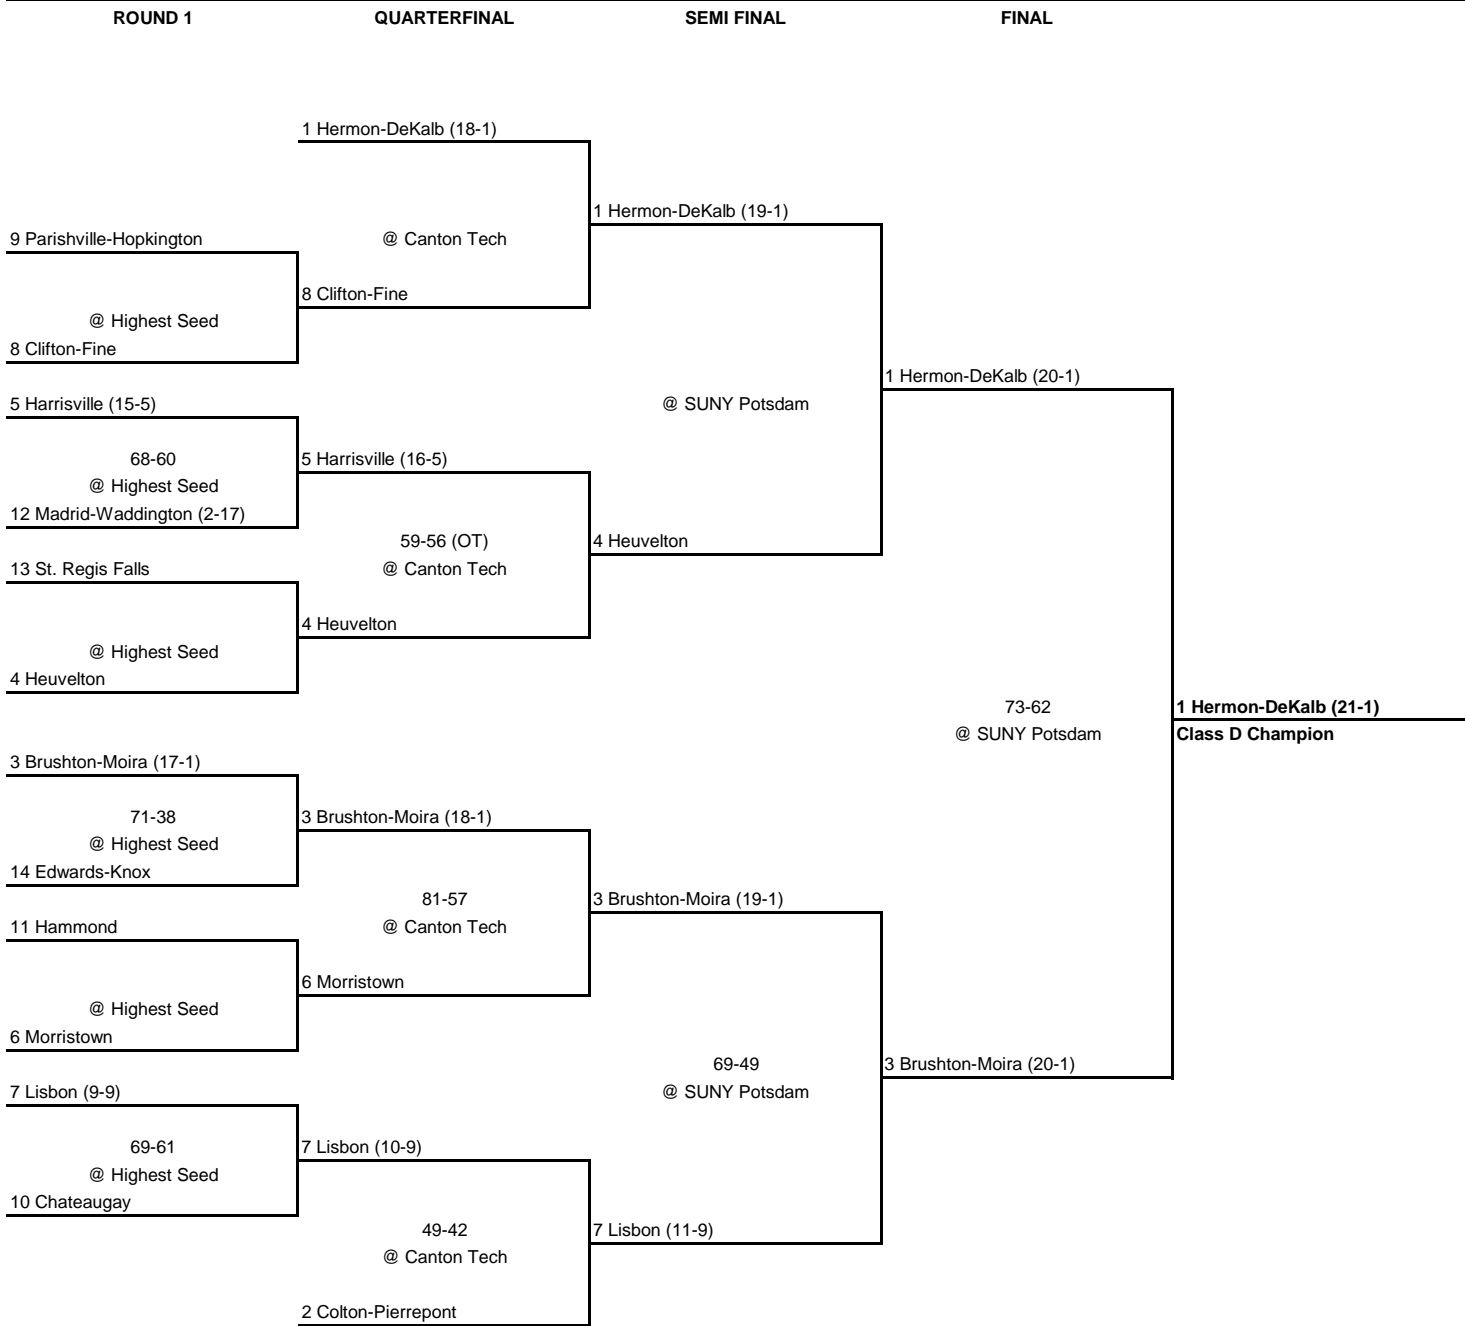 ROUND 1 QUARTERFINAL SEMI FINAL FINAL
1 Hermon-DeKalb (18-1)
1 Hermon-DeKalb (19-1)
9 Parishville-Hopkington @ Canton Tech
8 Clifton-Fine
@ Highest Seed
8 Clifton-Fine
1 Hermon-DeKalb (20-1)
5 Harrisville (15-5) @ SUNY Potsdam
68-60 5 Harrisville (16-5)
@ Highest Seed
12 Madrid-Waddington (2-17)
59-56 (OT) 4 Heuvelton
13 St. Regis Falls @ Canton Tech
4 Heuvelton
@ Highest Seed
4 Heuvelton
73-62 1 Hermon-DeKalb (21-1)
@ SUNY Potsdam Class D Champion
3 Brushton-Moira (17-1)
71-38 3 Brushton-Moira (18-1)
@ Highest Seed
14 Edwards-Knox
81-57 3 Brushton-Moira (19-1)
11 Hammond @ Canton Tech
6 Morristown
@ Highest Seed
6 Morristown
69-49 3 Brushton-Moira (20-1)
7 Lisbon (9-9) @ SUNY Potsdam
69-61 7 Lisbon (10-9)
@ Highest Seed
10 Chateaugay
49-42 7 Lisbon (11-9)
@ Canton Tech
2 Colton-Pierrepont